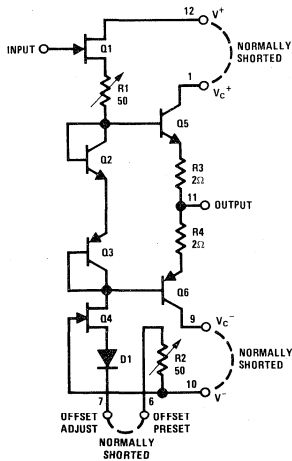 12 V+
INPUT Q1
NORMALLY
SHORTED
R1
50
1 VC+
Q5
Q2
R3
2Ω
11 OUTPUT
R4
2Ω
Q3
Q6
Q4
9 VC−
D1
R2
50
NORMALLY
SHORTED
10 V−
7 6
OFFSET
ADJUST
OFFSET
PRESET
NORMALLY
SHORTED